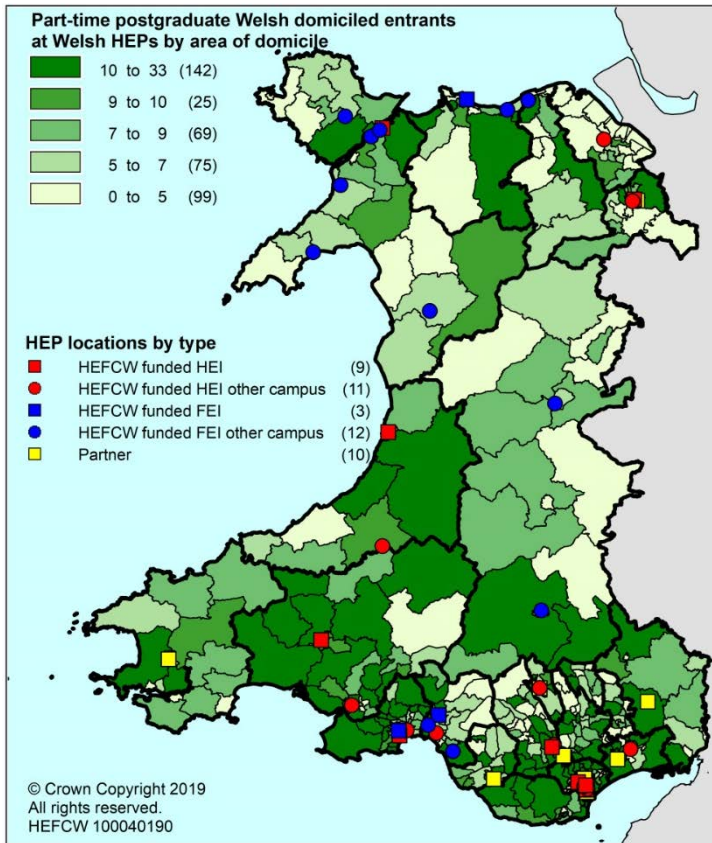 Part-time postgraduate Welsh domiciled entrants
at Welsh HEPs by area of domicile
10 to 33 (142)
9 to 10 (25)
7 to 9 (69)
5 to 7 (75)
0 to 5 (99)
HEP locations by type
HEFCW funded HEI (9)
HEFCW funded HEI other campus (11)
HEFCW funded FEI (3)
HEFCW funded FEI other campus (12)
Partner (10)
© Crown Copyright 2019
All rights reserved.
HEFCW 100040190